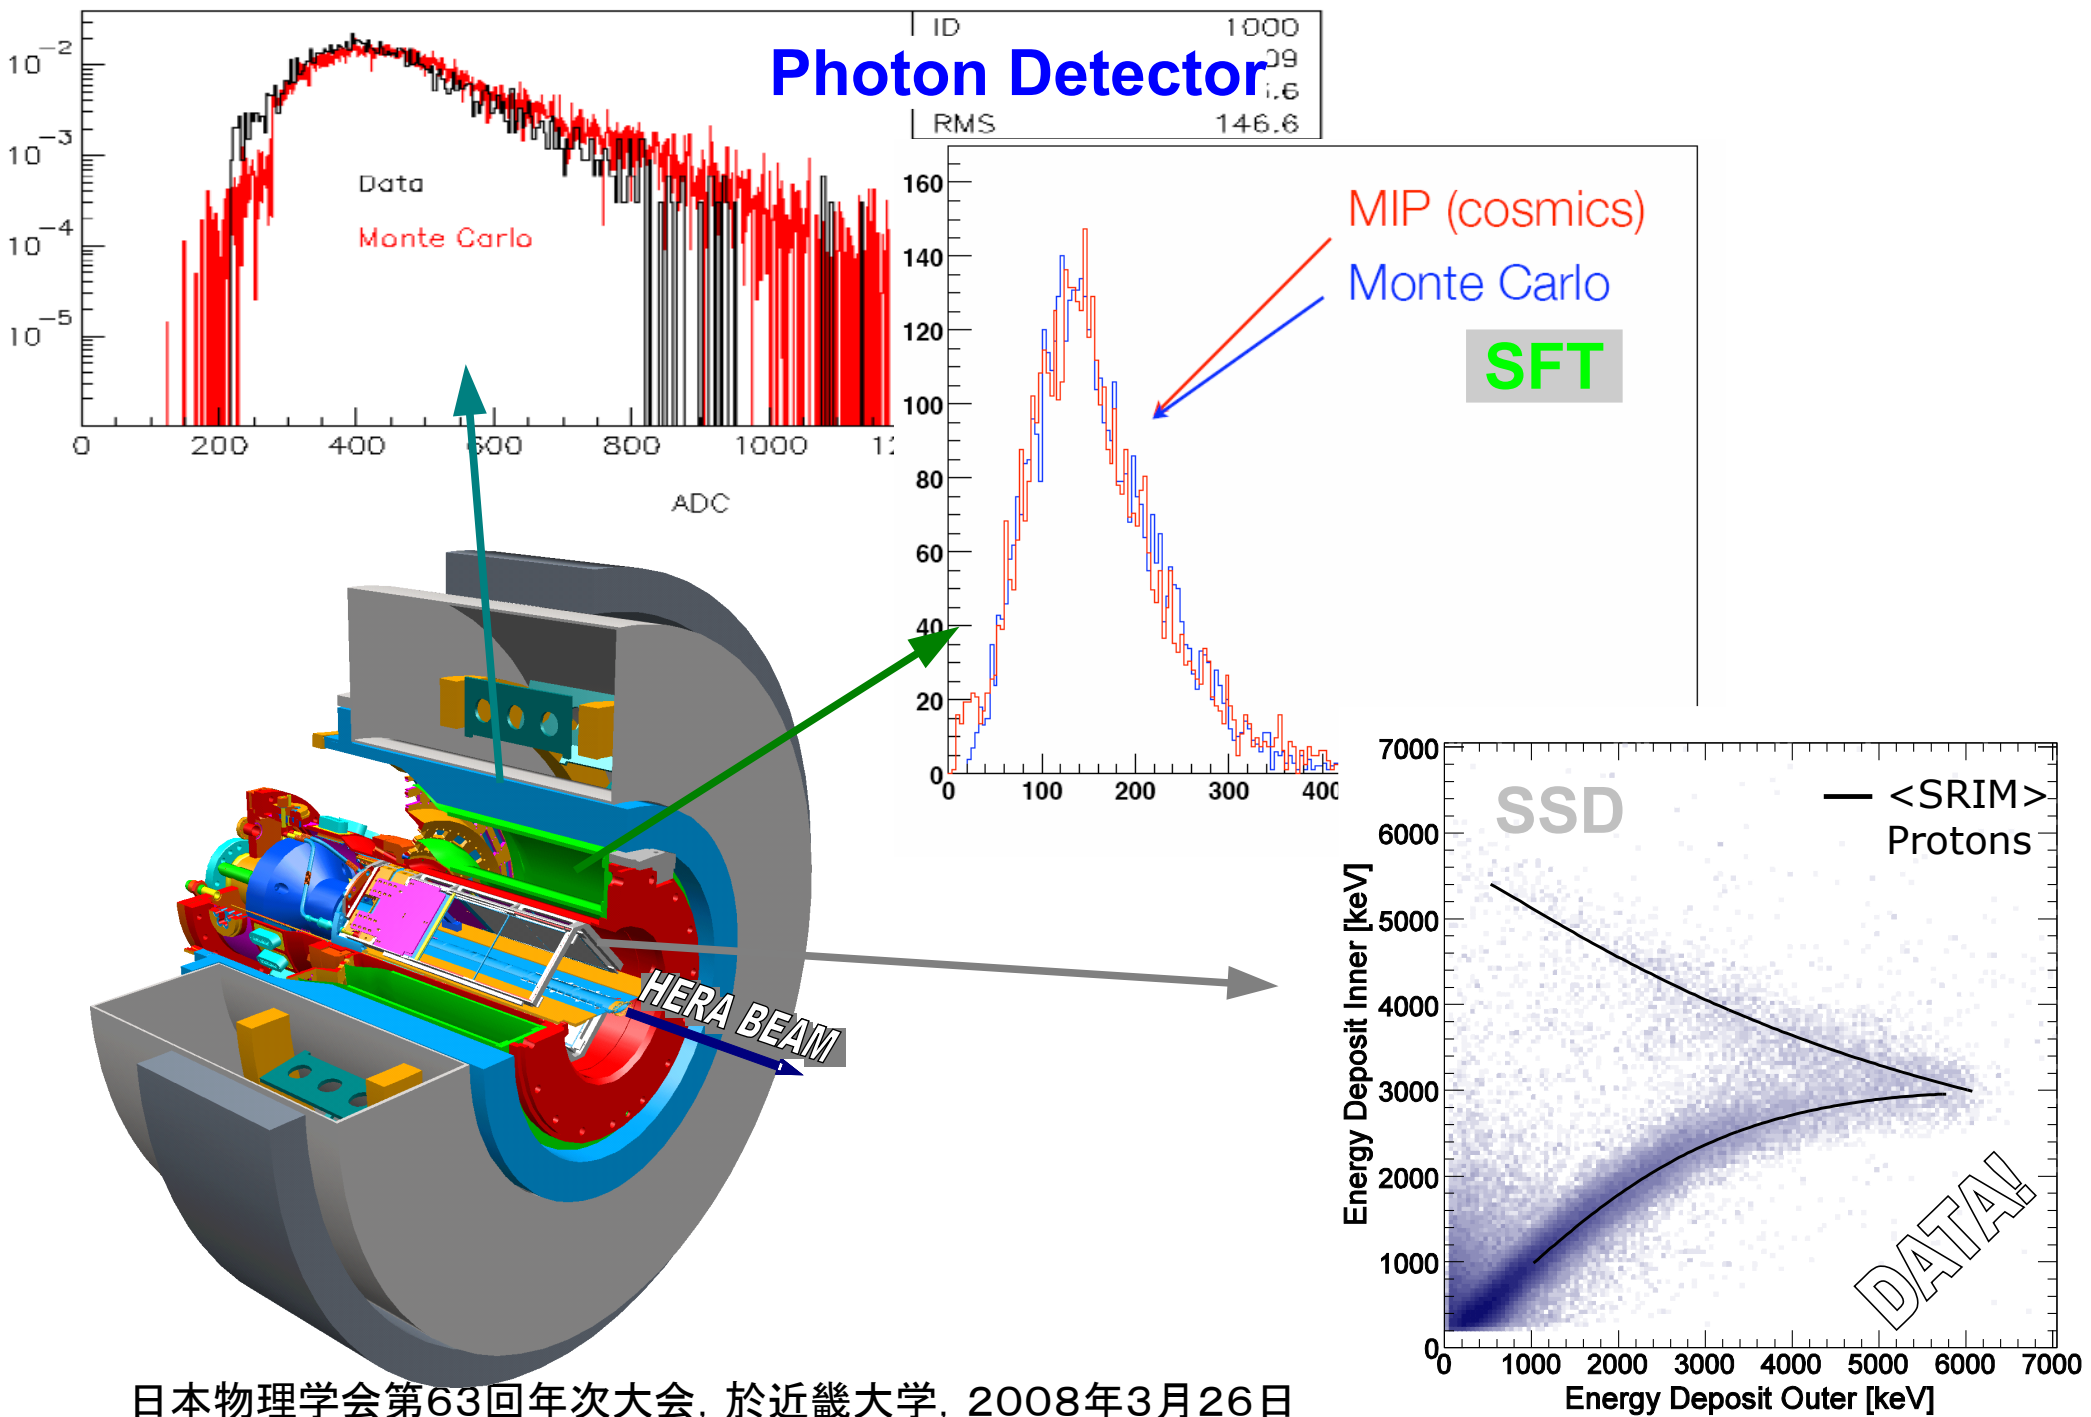 ID 1000
09
Photon Detector
.6
RMS 146.6
10⁻²
10⁻³
10⁻⁴
10⁻⁵
Data
Monte Carlo
0 200 400 600 800 1000
ADC
160
140
120
100
80
60
40
20
0
0 100 200 300 400
MIP (cosmics)
Monte Carlo
SFT
HERA BEAM
7000
6000
5000
4000
3000
2000
1000
0
Energy Deposit Inner [keV]
SSD
<SRIM>
Protons
DATA!
0 1000 2000 3000 4000 5000 6000 7000
Energy Deposit Outer [keV]
日本物理学会第63回年次大会, 於近畿大学, 2008年3月26日